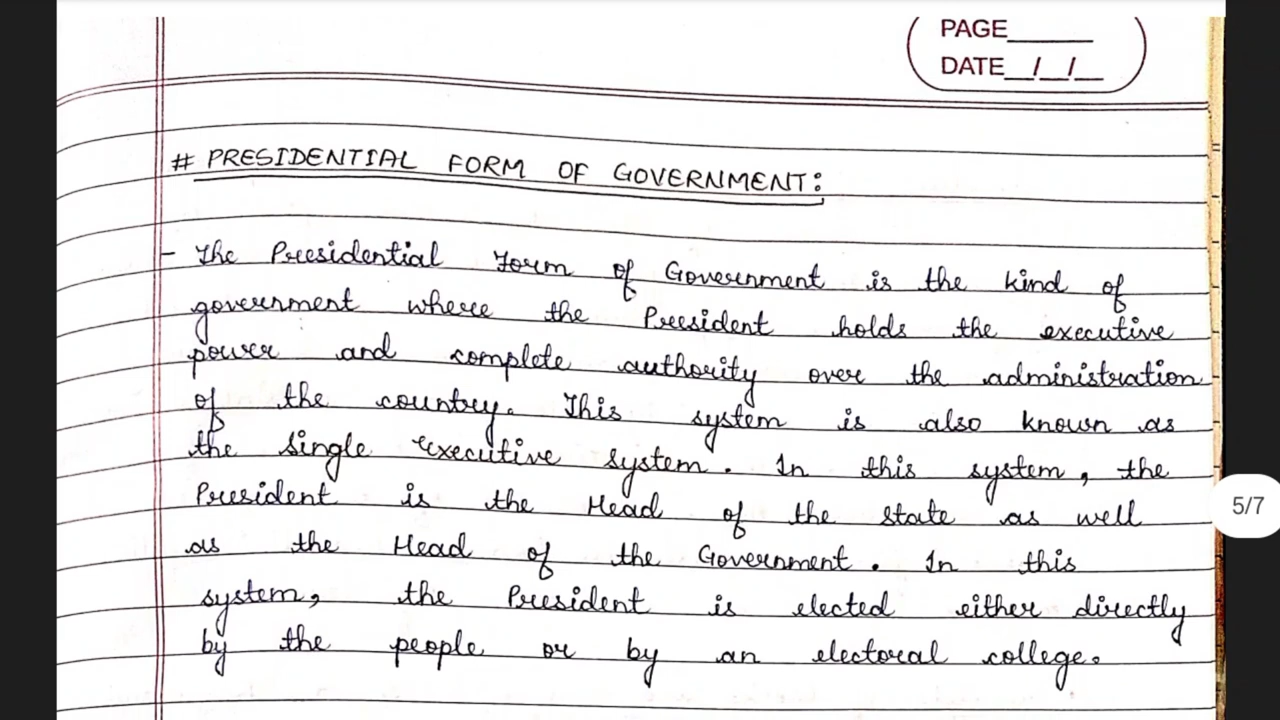 PAGE______
DATE__/__/__
# PRESIDENTIAL FORM OF GOVERNMENT:
- The Presidential Form of Government is the kind of
government where the President holds the executive
power and complete authority over the administration
of the country. This system is also known as
the single executive system. In this system, the
President is the Head of the state as well
as the Head of the Government. In this
system, the President is elected either directly
by the people or by an electoral college.
5/7